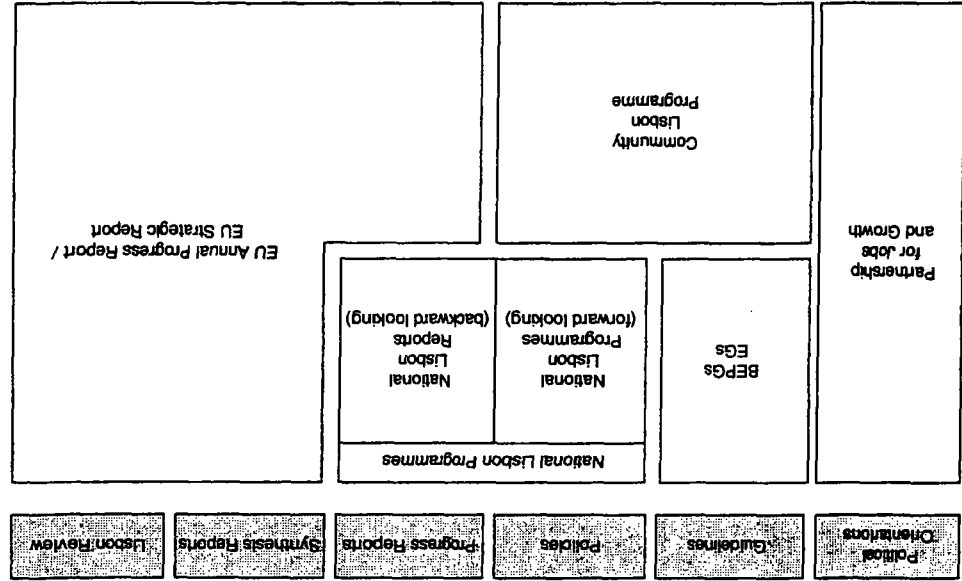 Political
Orientations
Guidelines
Policies
Progress Reports
Synthesis Reports
Lisbon Review
Partnership
for Jobs
and Growth
BEPGs
EGs
National Lisbon Programmes
National
Lisbon
Programmes
(forward looking)
National
Lisbon
Reports
(backward looking)
Community
Lisbon
Programme
EU Annual Progress Report /
EU Strategic Report